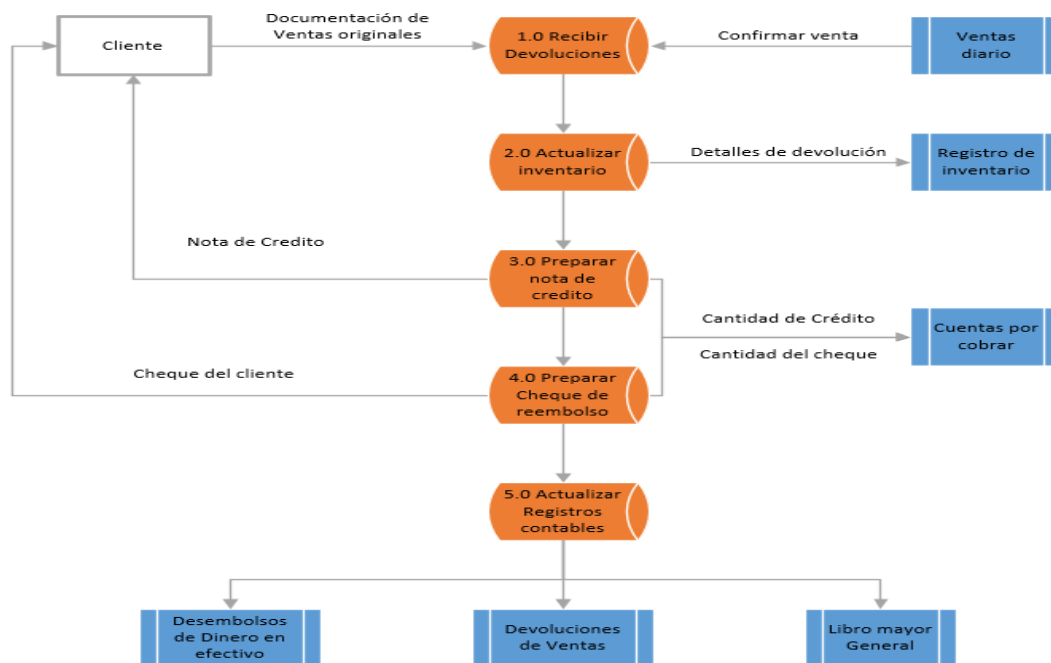 Documentación de
Ventas originales
Cliente
1.0 Recibir
Devoluciones
Confirmar venta
Ventas
diario
2.0 Actualizar
inventario
Detalles de devolución
Registro de
inventario
Nota de Credito
3.0 Preparar
nota de
credito
Cantidad de Crédito
Cantidad del cheque
Cuentas por
cobrar
Cheque del cliente
4.0 Preparar
Cheque de
reembolso
5.0 Actualizar
Registros
contables
Desembolsos
de Dinero en
efectivo
Devoluciones
de Ventas
Libro mayor
General